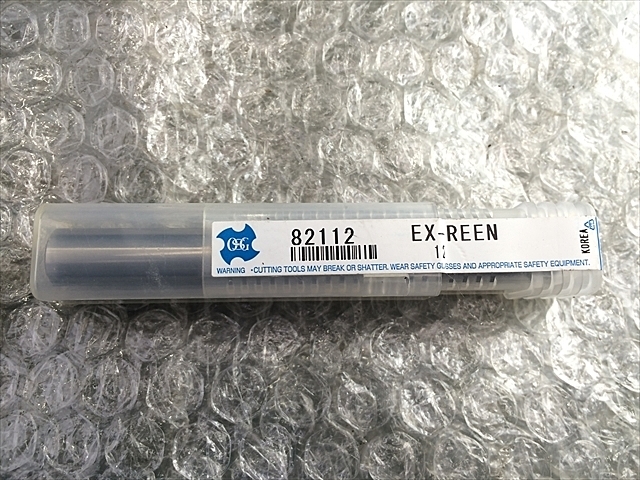 OSG
82112 EX-REEN
12
WARNING •CUTTING TOOLS MAY BREAK OR SHATTER. WEAR SAFETY GLASSES AND APPROPRIATE SAFETY EQUIPMENT.
KOREA